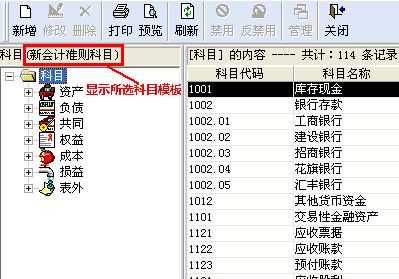 新增 修改 删除 打印 预览 刷新 禁用 反禁用 管理 关闭
科目 (新会计准则科目)
[科目] 的内容 ---- 共计：114 条记录
显示所选科目模板
科目
资产
负债
共同
权益
成本
损益
表外
科目代码 科目名称
1001 库存现金
1002 银行存款
1002.01 工商银行
1002.02 建设银行
1002.03 招商银行
1002.04 花旗银行
1002.05 汇丰银行
1012 其他货币资金
1101 交易性金融资产
1121 应收票据
1122 应收账款
1123 预付账款